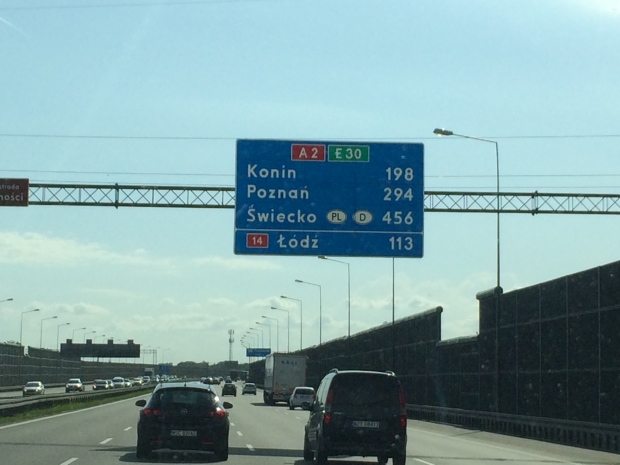 A2 E30
Konin 198
Poznań 294
Świecko PL D 456
14 Łódź 113